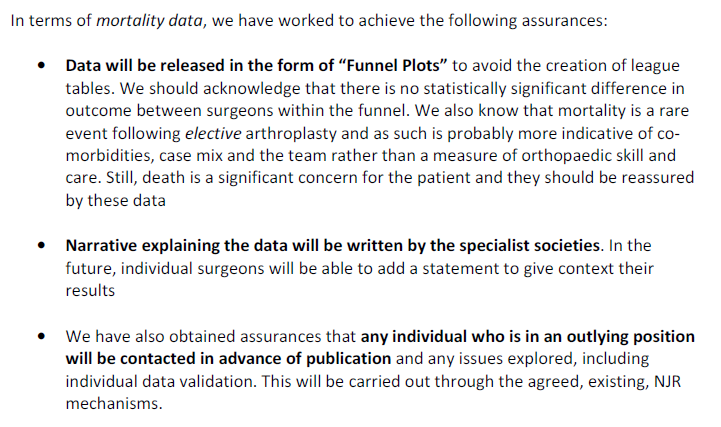 In terms of mortality data, we have worked to achieve the following assurances:
• Data will be released in the form of “Funnel Plots” to avoid the creation of league
tables. We should acknowledge that there is no statistically significant difference in
outcome between surgeons within the funnel. We also know that mortality is a rare
event following elective arthroplasty and as such is probably more indicative of co-
morbidities, case mix and the team rather than a measure of orthopaedic skill and
care. Still, death is a significant concern for the patient and they should be reassured
by these data
• Narrative explaining the data will be written by the specialist societies. In the
future, individual surgeons will be able to add a statement to give context their
results
• We have also obtained assurances that any individual who is in an outlying position
will be contacted in advance of publication and any issues explored, including
individual data validation. This will be carried out through the agreed, existing, NJR
mechanisms.